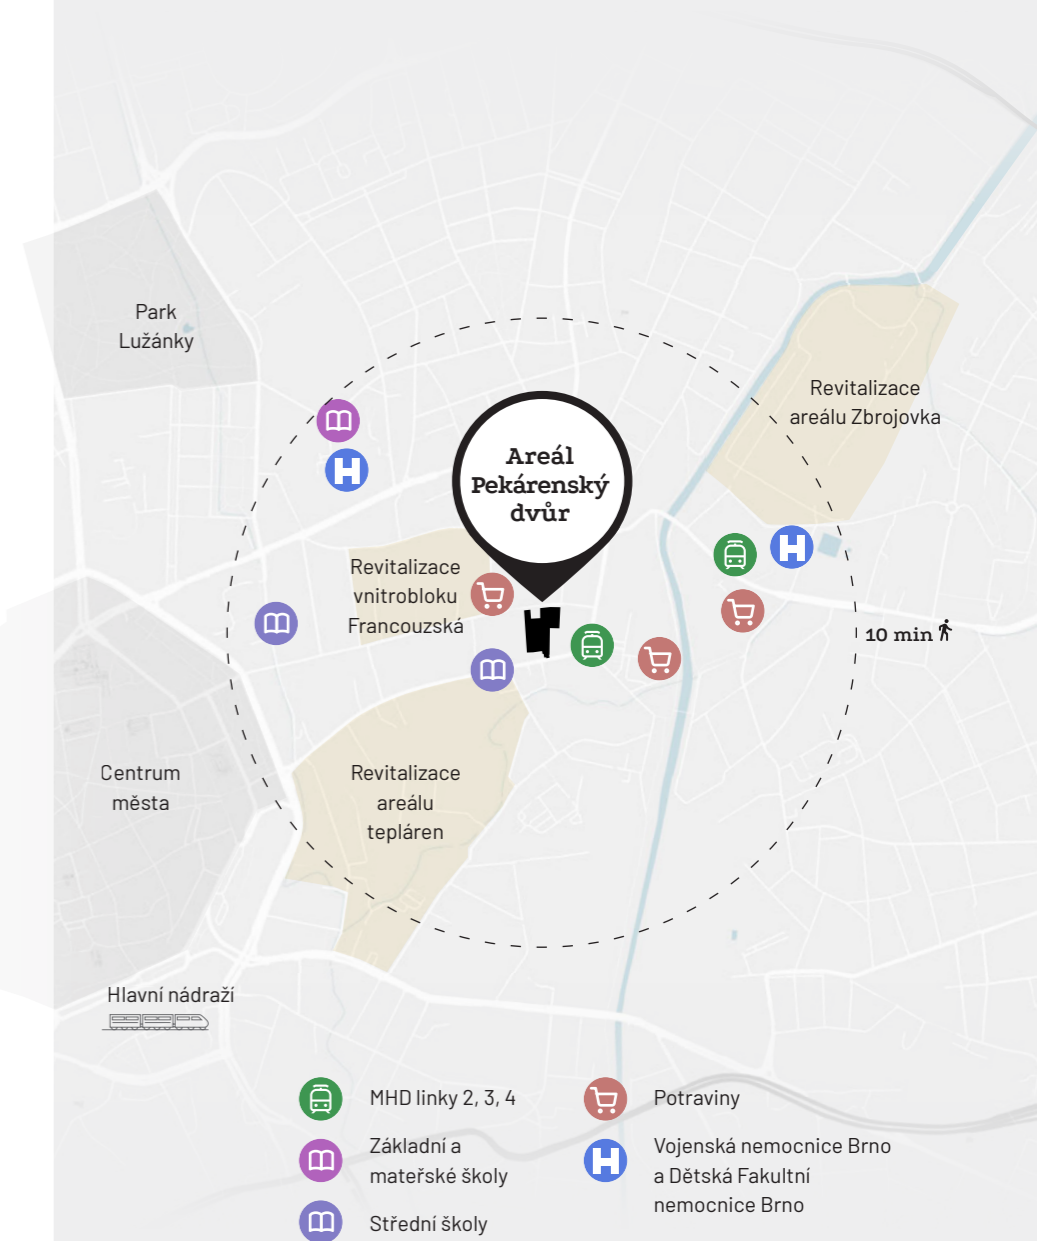 Park
Lužánky
Revitalizace
areálu Zbrojovka
Areál
Pekárenský
dvůr
Revitalizace
vnitrobloku
Francouzská
10 min
Centrum
města
Revitalizace
areálu
tepláren
Hlavní nádraží
MHD linky 2, 3, 4
Základní a
mateřské školy
Střední školy
Potraviny
Vojenská nemocnice Brno
a Dětská Fakultní
nemocnice Brno